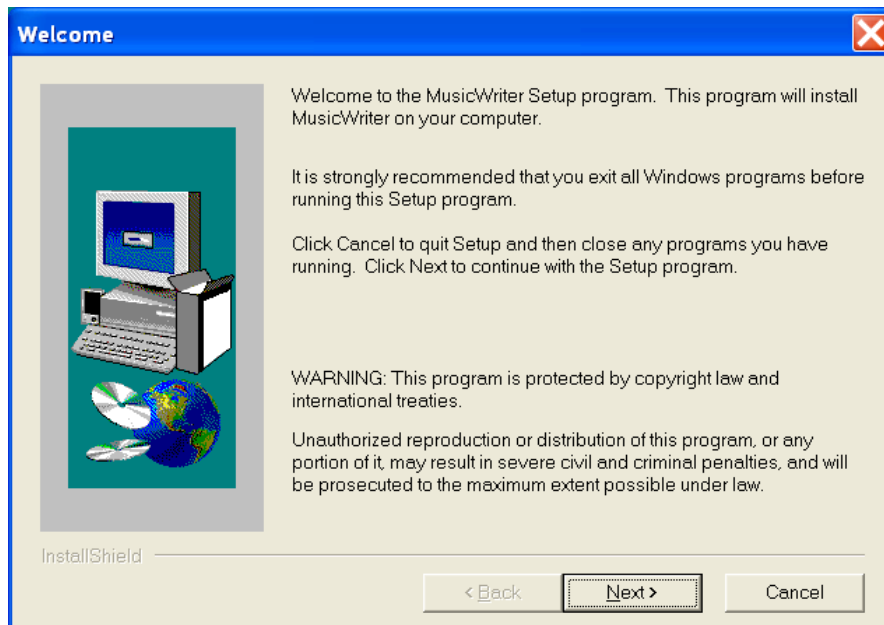 Welcome
Welcome to the MusicWriter Setup program.  This program will install
MusicWriter on your computer.
It is strongly recommended that you exit all Windows programs before
running this Setup program.
Click Cancel to quit Setup and then close any programs you have
running.  Click Next to continue with the Setup program.
WARNING: This program is protected by copyright law and
international treaties.
Unauthorized reproduction or distribution of this program, or any
portion of it, may result in severe civil and criminal penalties, and will
be prosecuted to the maximum extent possible under law.
InstallShield
< Back
Next >
Cancel